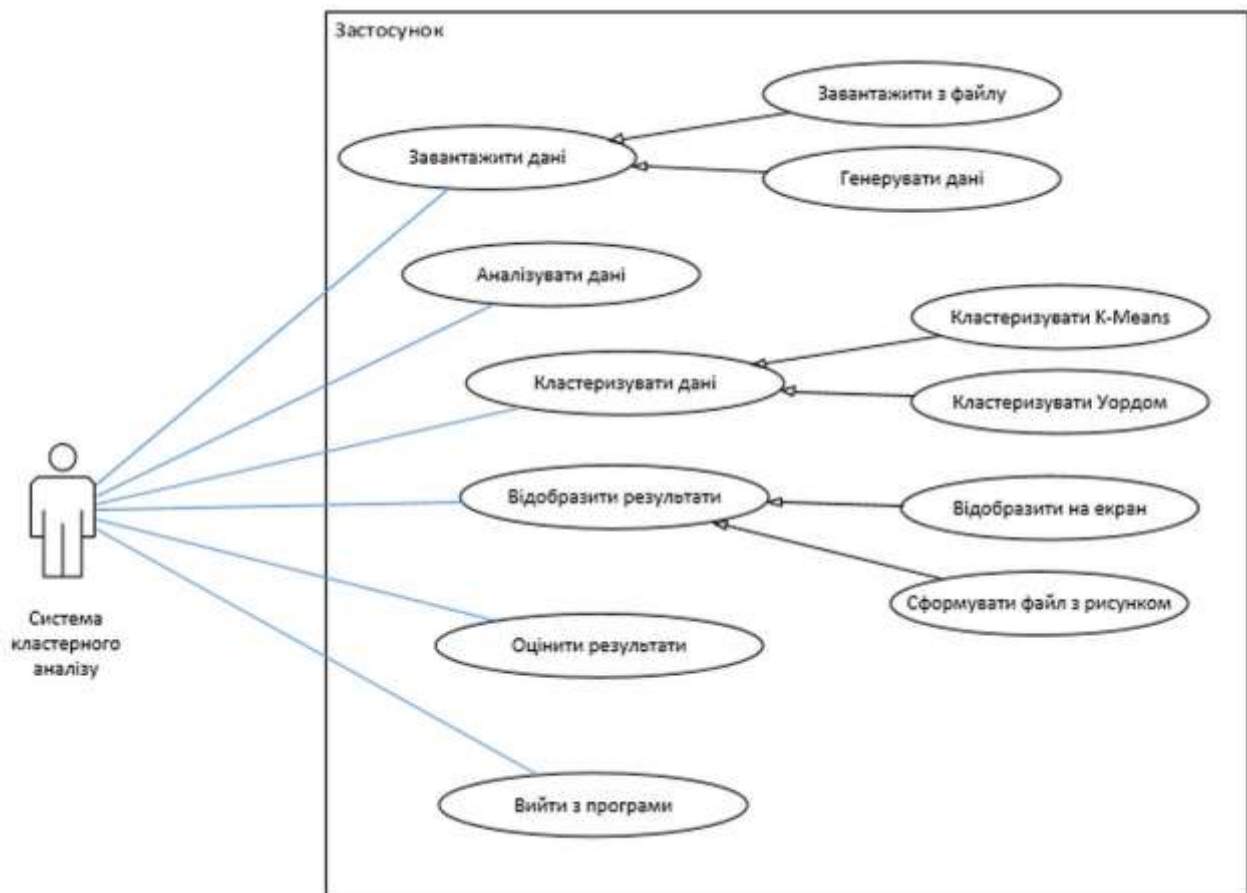 Застосунок
Завантажити з файлу
Завантажити дані
Генерувати дані
Аналізувати дані
Кластеризувати K-Means
Кластеризувати дані
Кластеризувати Уордом
Відобразити результати
Відобразити на екран
Сформувати файл з рисунком
Система
кластерного
аналізу
Оцінити результати
Вийти з програми